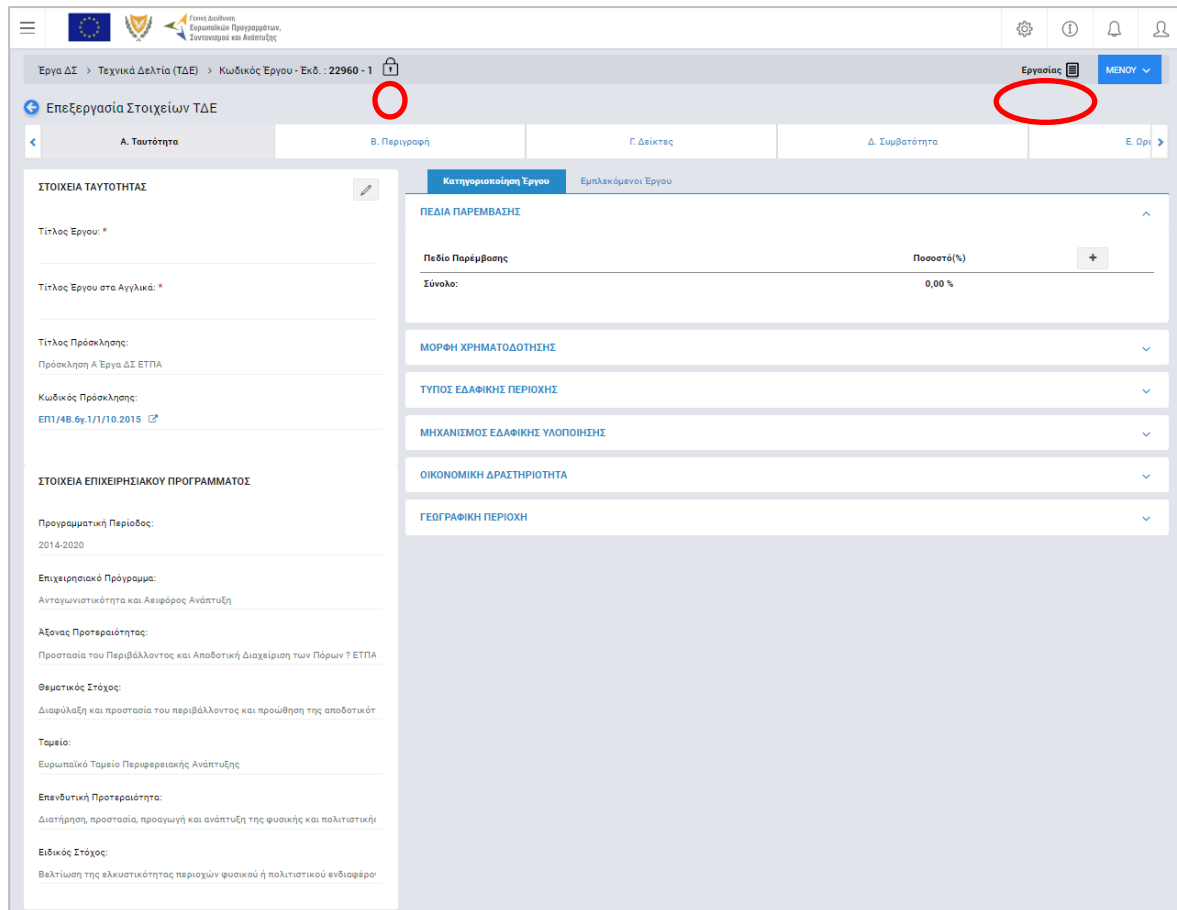 Γενική Διεύθυνση
Ευρωπαϊκών Προγραμμάτων,
Συντονισμού και Ανάπτυξης
Έργα ΔΣ > Τεχνικά Δελτία (ΤΔΕ) > Κωδικός Έργου - Έκδ. : 22960 - 1
Εργασίας
ΜΕΝΟΥ
Επεξεργασία Στοιχείων ΤΔΕ
Α. Ταυτότητα
Β. Περιγραφή
Γ. Δείκτες
Δ. Συμβατότητα
Ε. Ωρι
ΣΤΟΙΧΕΙΑ ΤΑΥΤΟΤΗΤΑΣ
Τίτλος Έργου: *
Τίτλος Έργου στα Αγγλικά: *
Τίτλος Πρόσκλησης:
Πρόσκληση Α Έργα ΔΣ ΕΤΠΑ
Κωδικός Πρόσκλησης:
ΕΠ1/4Β.6γ.1/1/10.2015
ΣΤΟΙΧΕΙΑ ΕΠΙΧΕΙΡΗΣΙΑΚΟΥ ΠΡΟΓΡΑΜΜΑΤΟΣ
Προγραμματική Περίοδος:
2014-2020
Επιχειρησιακό Πρόγραμμα:
Ανταγωνιστικότητα και Αειφόρος Ανάπτυξη
Άξονας Προτεραιότητας:
Προστασία του Περιβάλλοντος και Αποδοτική Διαχείριση των Πόρων ? ΕΤΠΑ
Θεματικός Στόχος:
Διαφύλαξη και προστασία του περιβάλλοντος και προώθηση της αποδοτικότ
Ταμείο:
Ευρωπαϊκό Ταμείο Περιφερειακής Ανάπτυξης
Επενδυτική Προτεραιότητα:
Διατήρηση, προστασία, προαγωγή και ανάπτυξη της φυσικής και πολιτιστικής
Ειδικός Στόχος:
Βελτίωση της ελκυστικότητας περιοχών φυσικού ή πολιτιστικού ενδιαφέρον
Κατηγοριοποίηση Έργου
Εμπλεκόμενοι Έργου
ΠΕΔΙΑ ΠΑΡΕΜΒΑΣΗΣ
Πεδίο Παρέμβασης
Ποσοστό(%)
+
Σύνολο:
0,00 %
ΜΟΡΦΗ ΧΡΗΜΑΤΟΔΟΤΗΣΗΣ
ΤΥΠΟΣ ΕΔΑΦΙΚΗΣ ΠΕΡΙΟΧΗΣ
ΜΗΧΑΝΙΣΜΟΣ ΕΔΑΦΙΚΗΣ ΥΛΟΠΟΙΗΣΗΣ
ΟΙΚΟΝΟΜΙΚΗ ΔΡΑΣΤΗΡΙΟΤΗΤΑ
ΓΕΩΓΡΑΦΙΚΗ ΠΕΡΙΟΧΗ